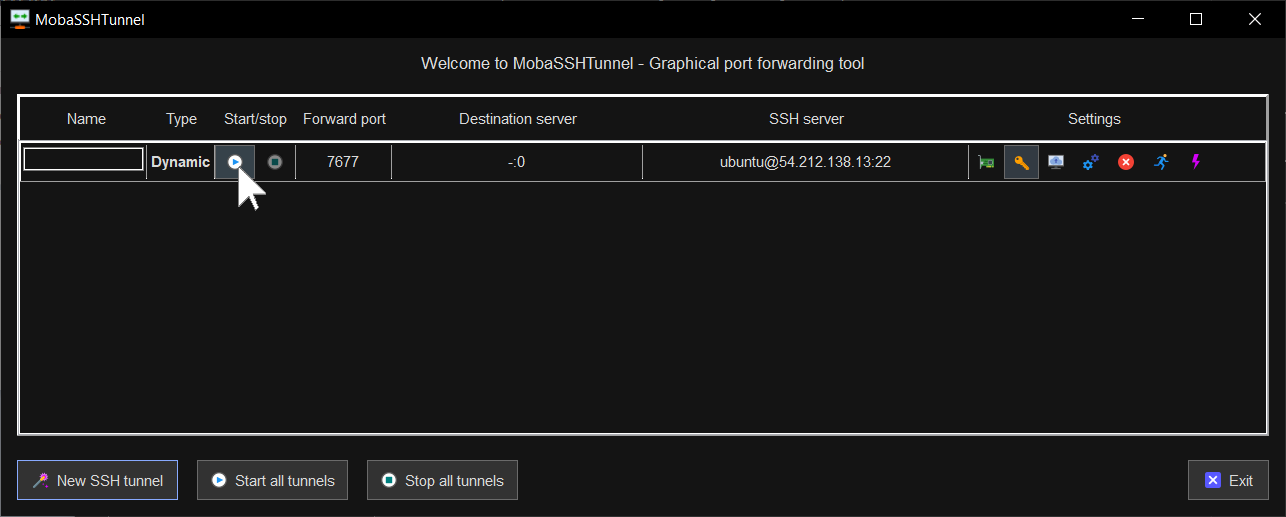 MobaSSHTunnel
Welcome to MobaSSHTunnel - Graphical port forwarding tool
Name Type Start/stop Forward port Destination server SSH server Settings
Dynamic 7677 -:0 ubuntu@54.212.138.13:22
New SSH tunnel Start all tunnels Stop all tunnels Exit